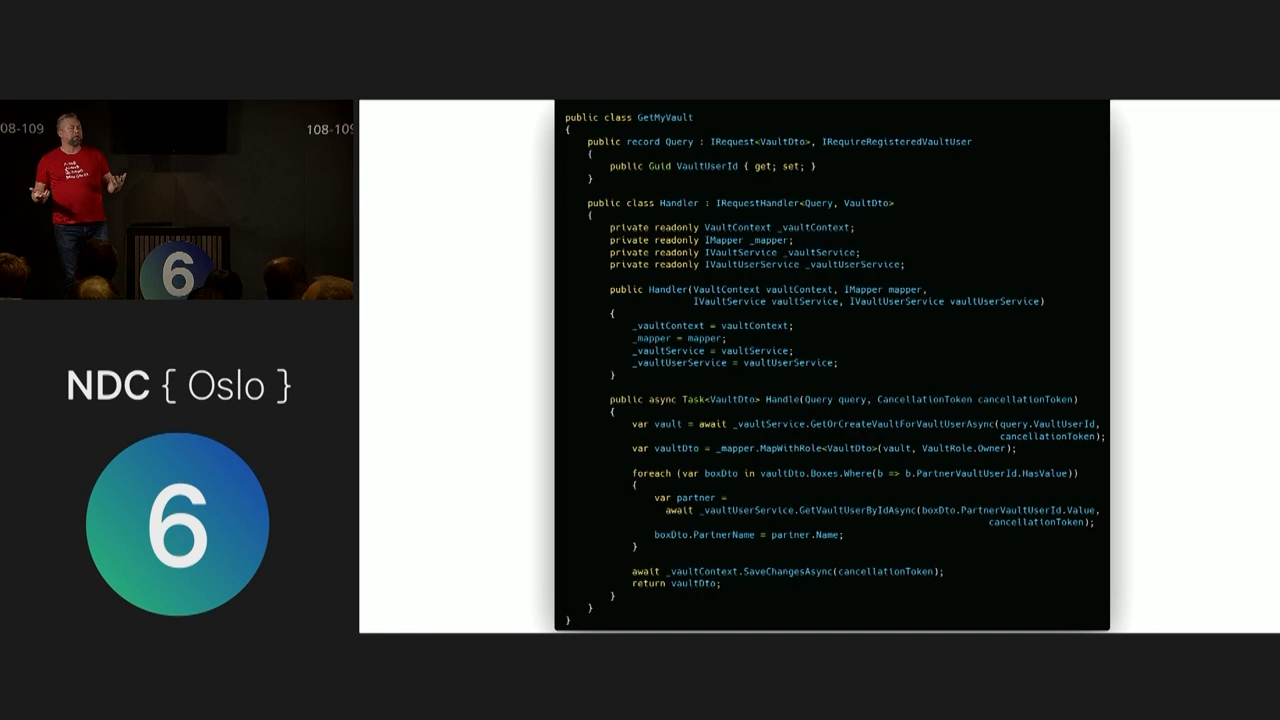 08-109
108-109
6
NDC { Oslo }
6
public class GetMyVault
{
    public record Query : IRequest<VaultDto>, IRequireRegisteredVaultUser
    {
        public Guid VaultUserId { get; set; }
    }

    public class Handler : IRequestHandler<Query, VaultDto>
    {
        private readonly VaultContext _vaultContext;
        private readonly IMapper _mapper;
        private readonly IVaultService _vaultService;
        private readonly IVaultUserService _vaultUserService;

        public Handler(VaultContext vaultContext, IMapper mapper,
                       IVaultService vaultService, IVaultUserService vaultUserService)
        {
            _vaultContext = vaultContext;
            _mapper = mapper;
            _vaultService = vaultService;
            _vaultUserService = vaultUserService;
        }

        public async Task<VaultDto> Handle(Query query, CancellationToken cancellationToken)
        {
            var vault = await _vaultService.GetOrCreateVaultForVaultUserAsync(query.VaultUserId,
                                                                              cancellationToken);
            var vaultDto = _mapper.MapWithRole<VaultDto>(vault, VaultRole.Owner);

            foreach (var boxDto in vaultDto.Boxes.Where(b => b.PartnerVaultUserId.HasValue))
            {
                var partner =
                  await _vaultUserService.GetVaultUserByIdAsync(boxDto.PartnerVaultUserId.Value,
                                                                cancellationToken);
                boxDto.PartnerName = partner.Name;
            }

            await _vaultContext.SaveChangesAsync(cancellationToken);
            return vaultDto;
        }
    }
}